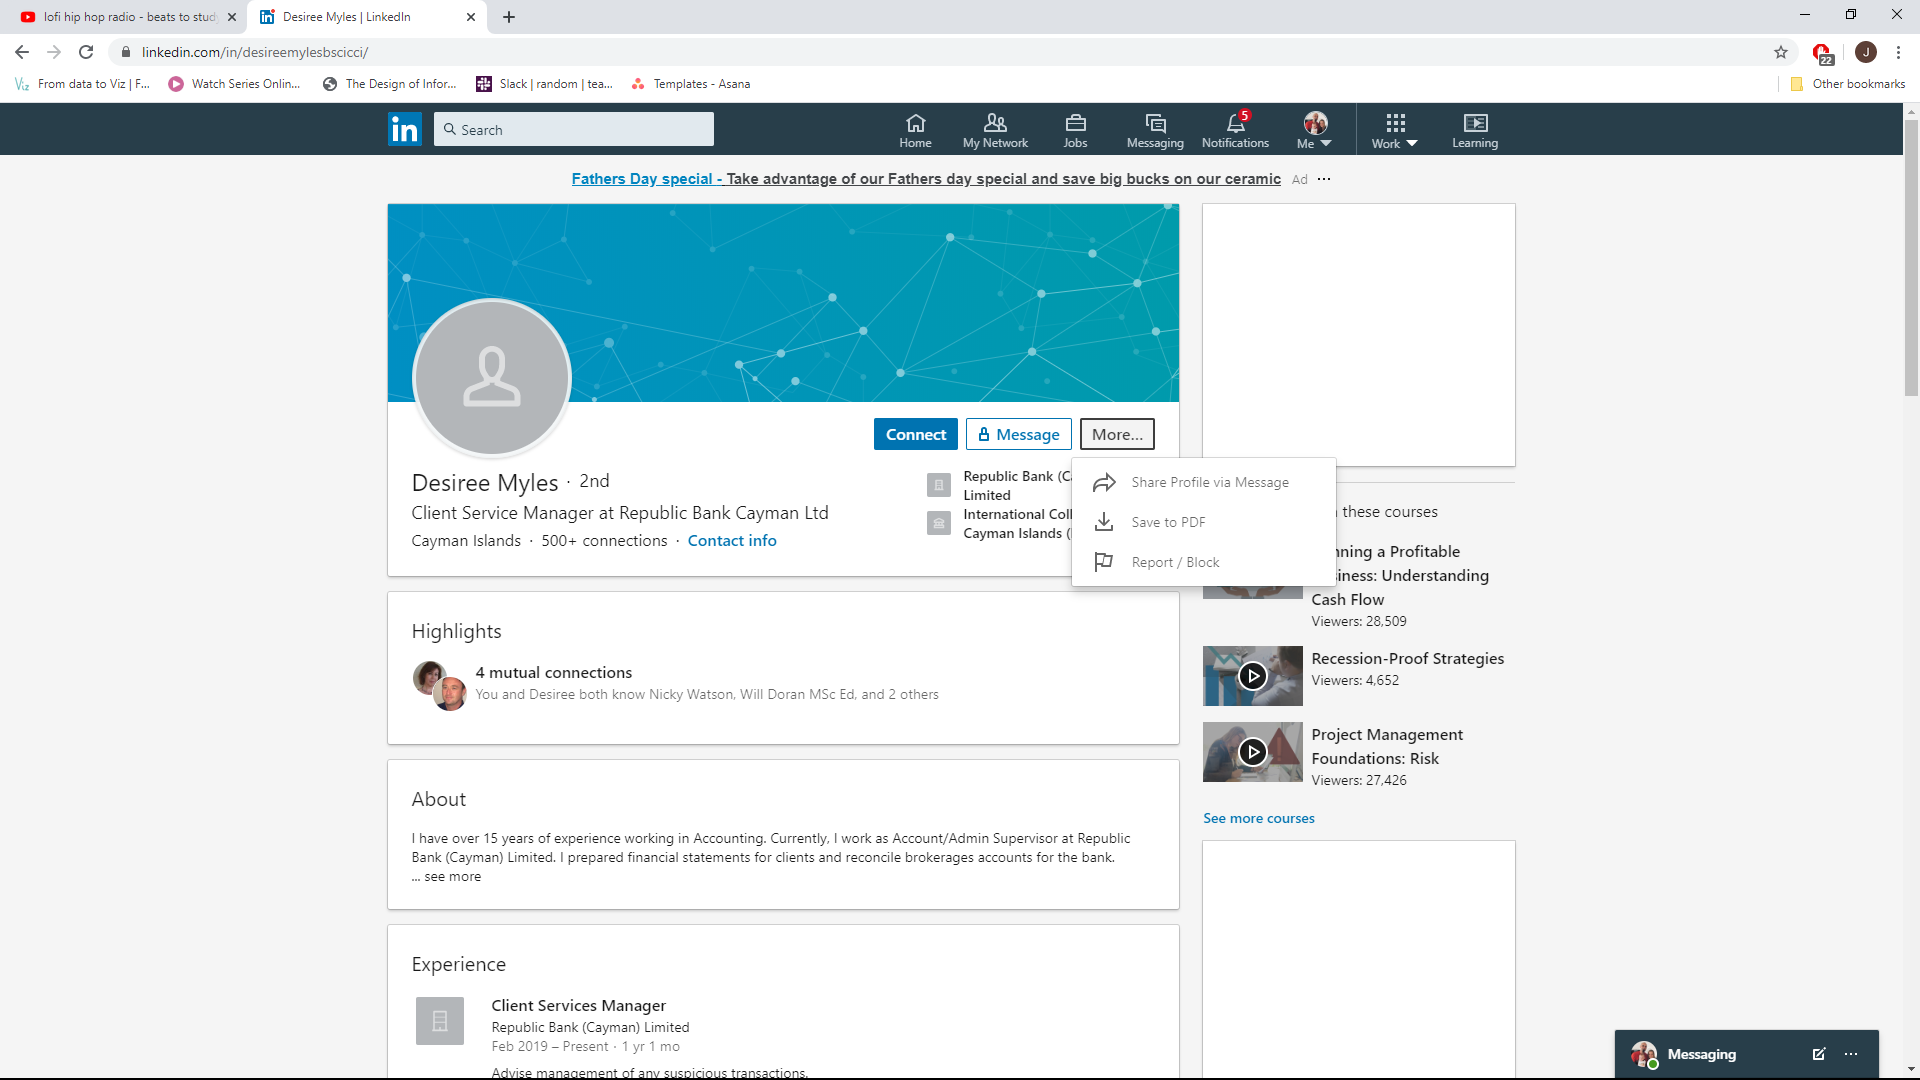 lofi hip hop radio - beats to stud
Desiree Myles | LinkedIn
linkedin.com/in/desireemylesbscicci/
22
J
From data to Viz | F...
Watch Series Onlin...
The Design of Infor...
Slack | random | tea...
Templates - Asana
Other bookmarks
in
Search
Home
My Network
Jobs
Messaging
5
Notifications
Me
Work
Learning
Fathers Day special - Take advantage of our Fathers day special and save big bucks on our ceramic
Ad ···
Connect
Message
More...
Desiree Myles · 2nd
Client Service Manager at Republic Bank Cayman Ltd
Cayman Islands · 500+ connections · Contact info
Republic Bank (C
Limited
International Coll
Cayman Islands (
Share Profile via Message
Save to PDF
Report / Block
these courses
nning a Profitable
siness: Understanding
Cash Flow
Viewers: 28,509
Recession-Proof Strategies
Viewers: 4,652
Project Management
Foundations: Risk
Viewers: 27,426
See more courses
Highlights
4 mutual connections
You and Desiree both know Nicky Watson, Will Doran MSc Ed, and 2 others
About
I have over 15 years of experience working in Accounting. Currently, I work as Account/Admin Supervisor at Republic
Bank (Cayman) Limited. I prepared financial statements for clients and reconcile brokerages accounts for the bank.
... see more
Experience
Client Services Manager
Republic Bank (Cayman) Limited
Feb 2019 – Present · 1 yr 1 mo
Advise management of any suspicious transactions.
Messaging